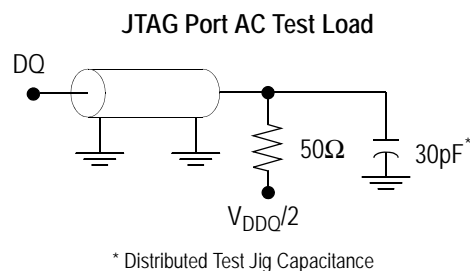 JTAG Port AC Test Load
DQ
50Ω
30pF*
VDDQ/2
* Distributed Test Jig Capacitance